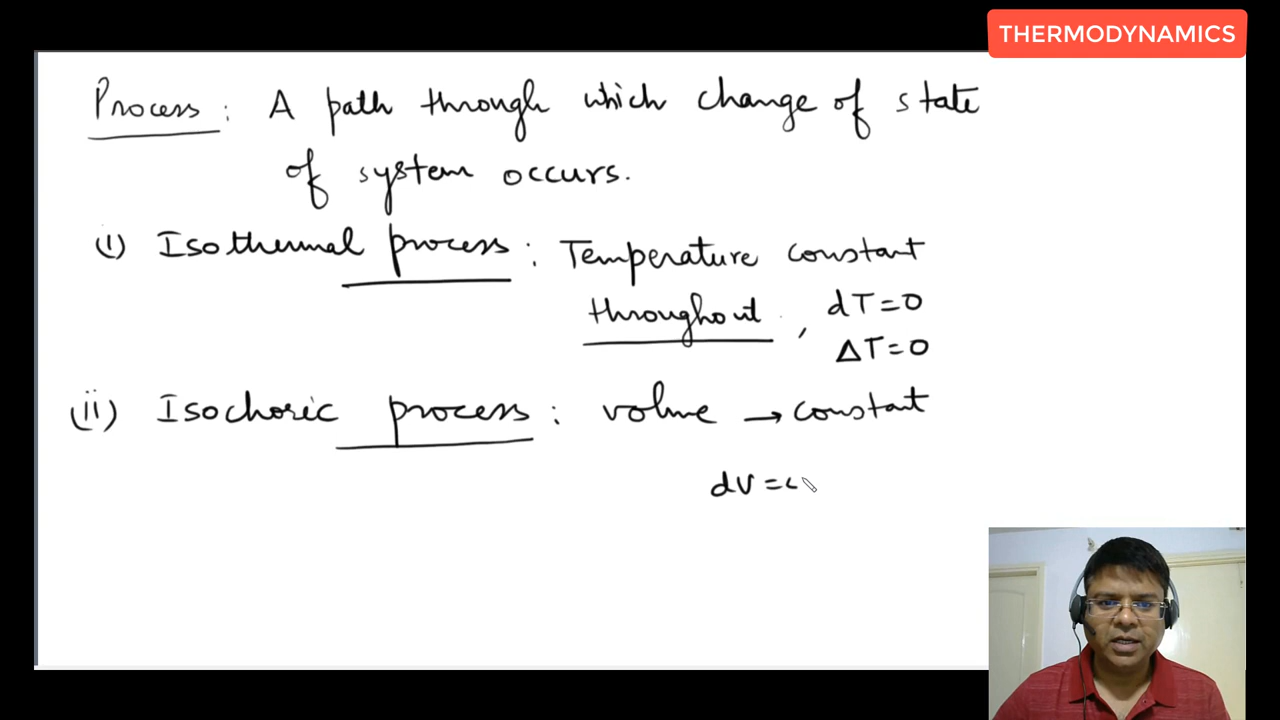 THERMODYNAMICS
Process : A path through which change of state
of system occurs.
(i) Isothermal process : Temperature constant
throughout , dT=0
ΔT=0
(ii) Isochoric process : volume → constant
dV =